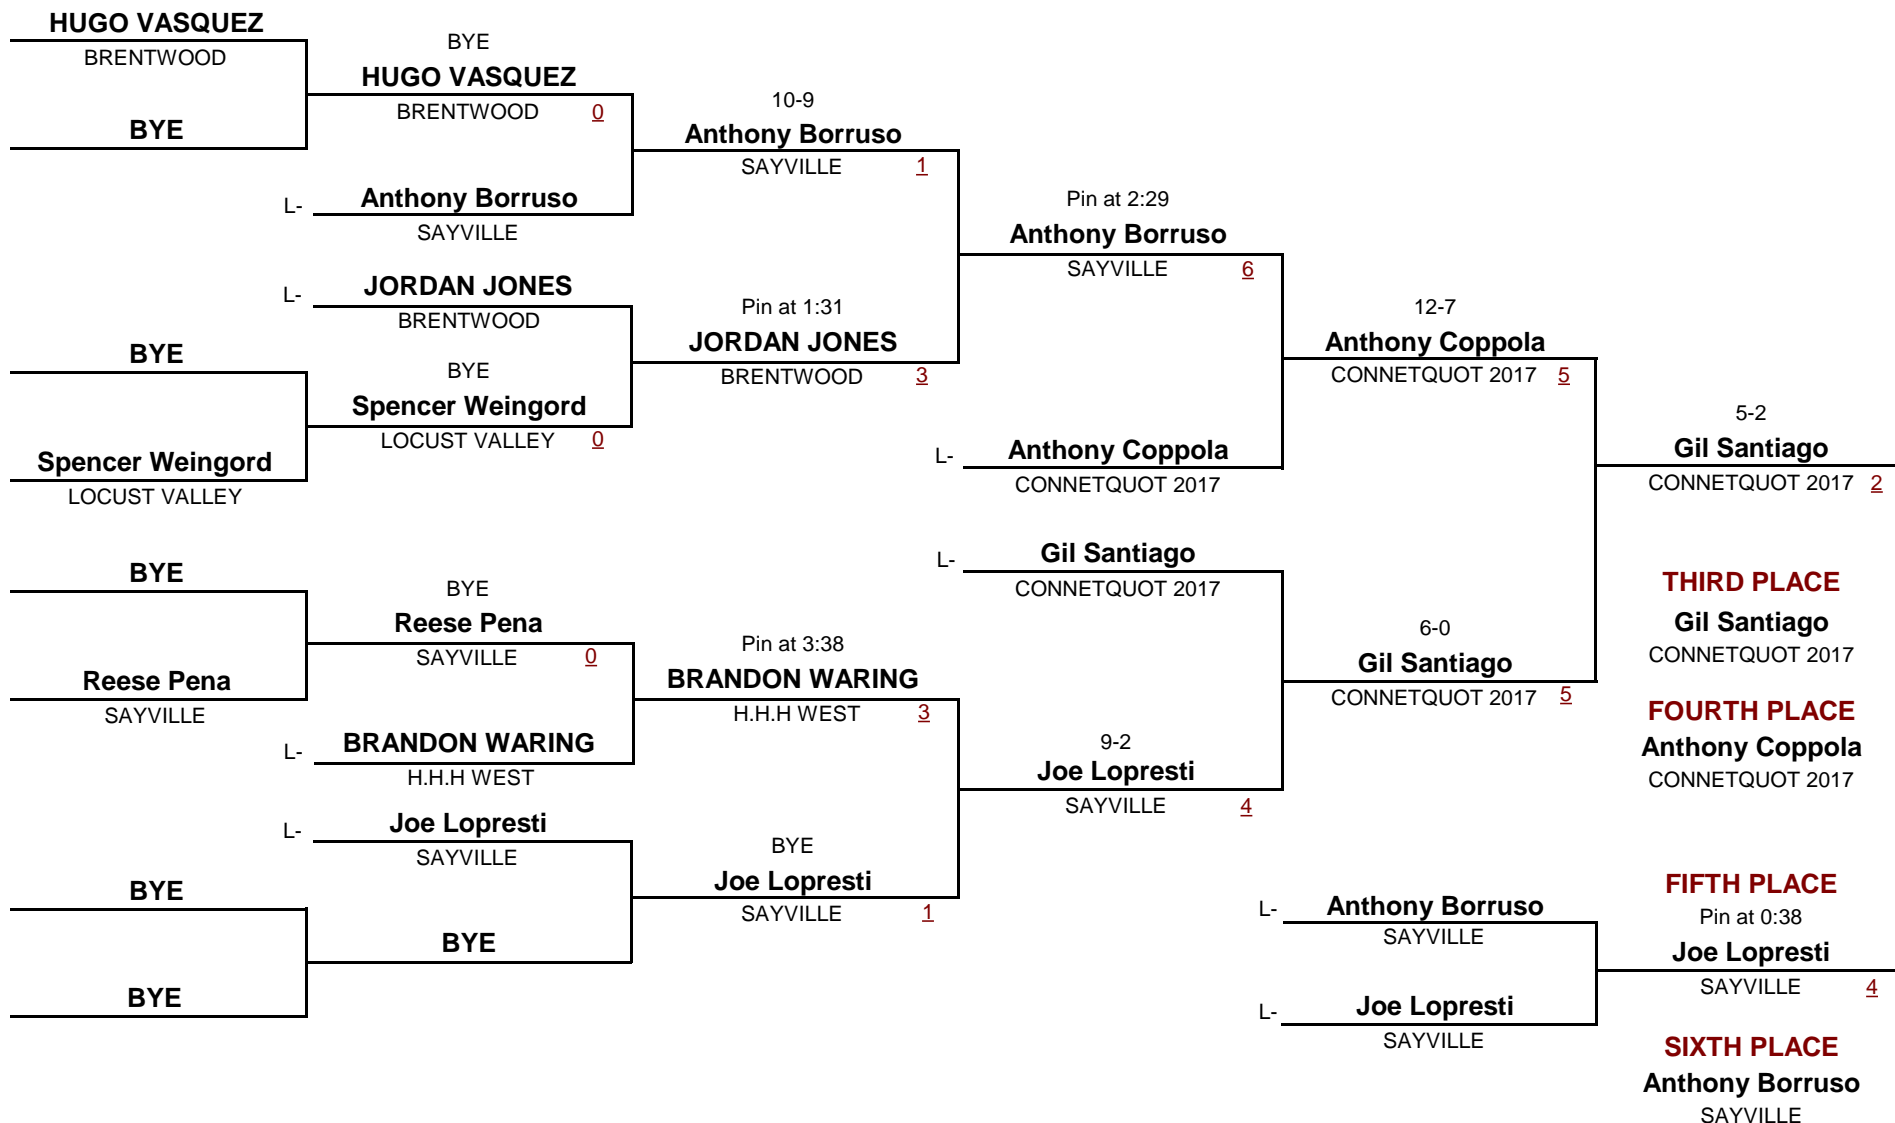 HUGO VASQUEZ
BRENTWOOD
BYE
BYE
Spencer Weingord
LOCUST VALLEY
BYE
Reese Pena
SAYVILLE
BYE
BYE
BYE
HUGO VASQUEZ
BRENTWOOD 0
L- Anthony Borruso
SAYVILLE
L- JORDAN JONES
BRENTWOOD
BYE
Spencer Weingord
LOCUST VALLEY 0
BYE
Reese Pena
SAYVILLE 0
L- BRANDON WARING
H.H.H WEST
L- Joe Lopresti
SAYVILLE
BYE
10-9
Anthony Borruso
SAYVILLE 1
Pin at 1:31
JORDAN JONES
BRENTWOOD 3
Pin at 3:38
BRANDON WARING
H.H.H WEST 3
BYE
Joe Lopresti
SAYVILLE 1
Pin at 2:29
Anthony Borruso
SAYVILLE 6
L- Anthony Coppola
CONNETQUOT 2017
L- Gil Santiago
CONNETQUOT 2017
9-2
Joe Lopresti
SAYVILLE 4
12-7
Anthony Coppola
CONNETQUOT 2017 5
6-0
Gil Santiago
CONNETQUOT 2017 5
L- Anthony Borruso
SAYVILLE
L- Joe Lopresti
SAYVILLE
5-2
Gil Santiago
CONNETQUOT 2017 2
THIRD PLACE
Gil Santiago
CONNETQUOT 2017
FOURTH PLACE
Anthony Coppola
CONNETQUOT 2017
FIFTH PLACE
Pin at 0:38
Joe Lopresti
SAYVILLE 4
SIXTH PLACE
Anthony Borruso
SAYVILLE